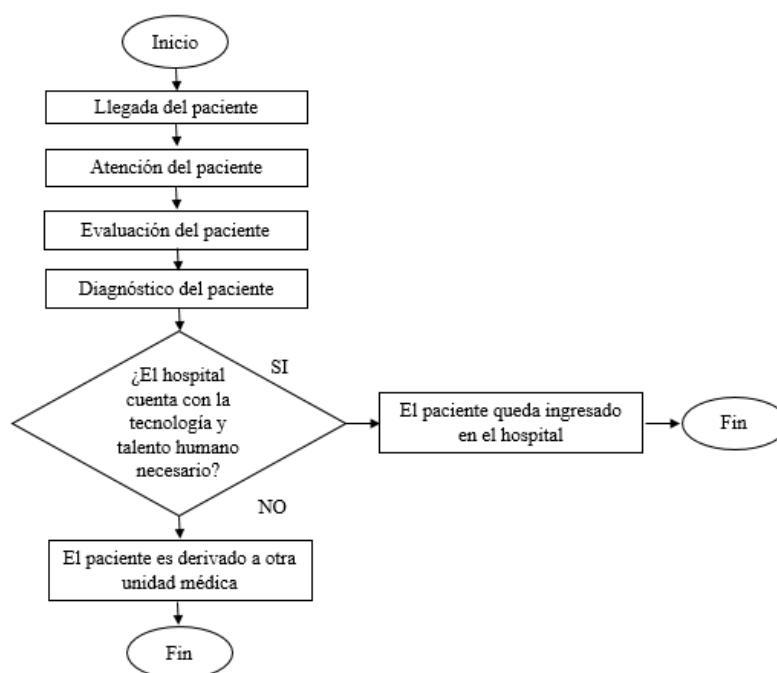 Inicio
Llegada del paciente
Atención del paciente
Evaluación del paciente
Diagnóstico del paciente
SI
¿El hospital
cuenta con la
tecnología y
talento humano
necesario?
El paciente queda ingresado
en el hospital
Fin
NO
El paciente es derivado a otra
unidad médica
Fin